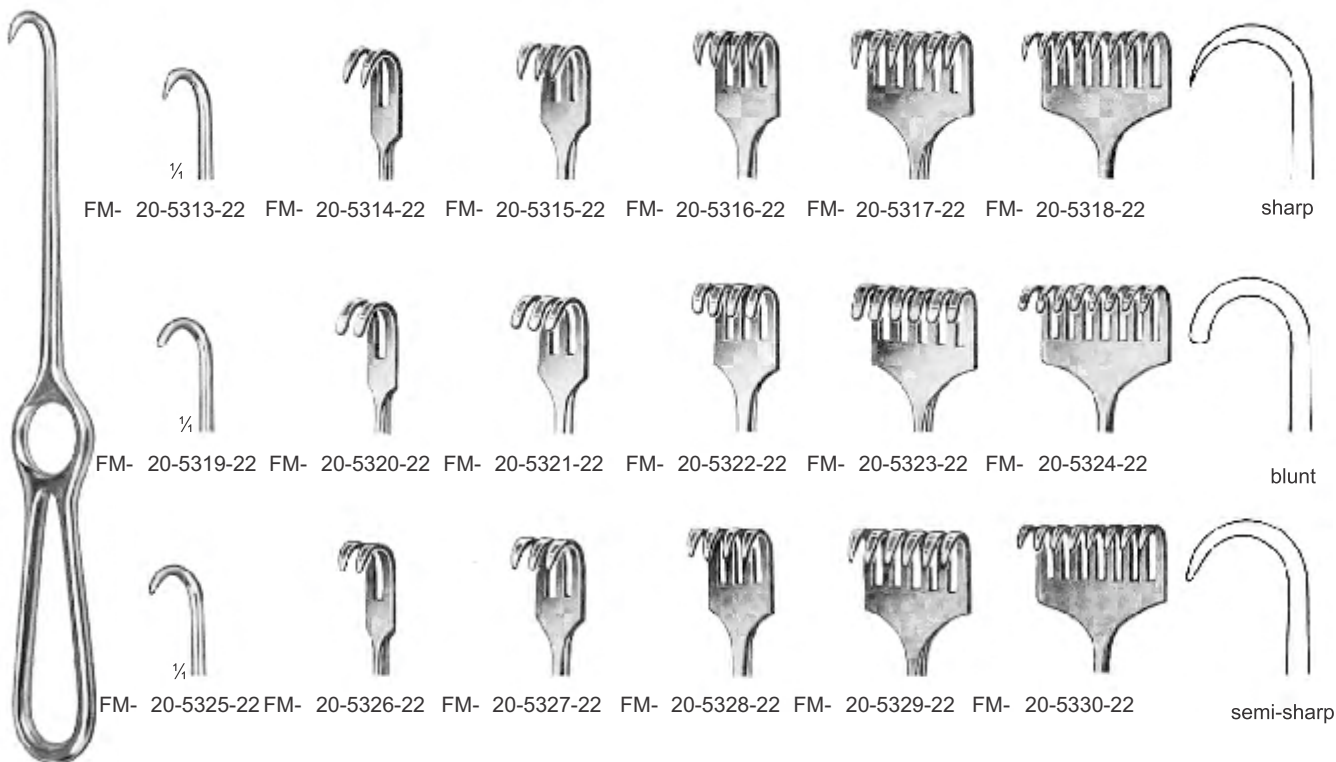 ¹⁄₁
FM- 20-5313-22 FM- 20-5314-22 FM- 20-5315-22 FM- 20-5316-22 FM- 20-5317-22 FM- 20-5318-22 sharp
¹⁄₁
FM- 20-5319-22 FM- 20-5320-22 FM- 20-5321-22 FM- 20-5322-22 FM- 20-5323-22 FM- 20-5324-22 blunt
¹⁄₁
FM- 20-5325-22 FM- 20-5326-22 FM- 20-5327-22 FM- 20-5328-22 FM- 20-5329-22 FM- 20-5330-22 semi-sharp